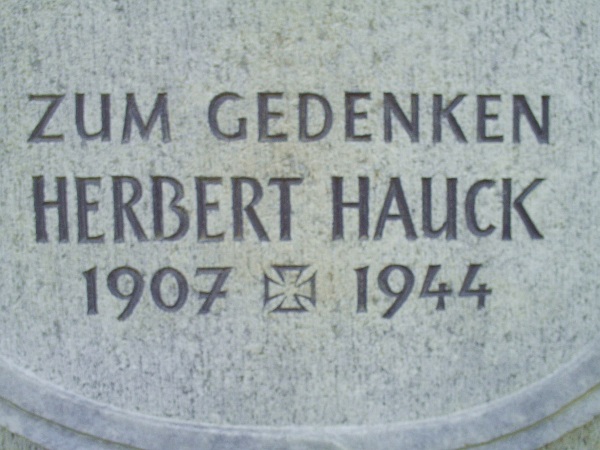 ZUM GEDENKEN
HERBERT HAUCK
1907 ✠ 1944